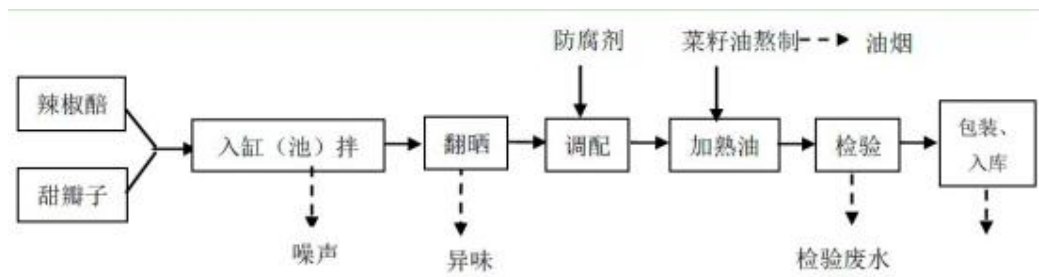 防腐剂
菜籽油熬制
油烟
辣椒醅
甜瓣子
入缸（池）拌
翻晒
调配
加熟油
检验
包装、
入库
噪声
异味
检验废水